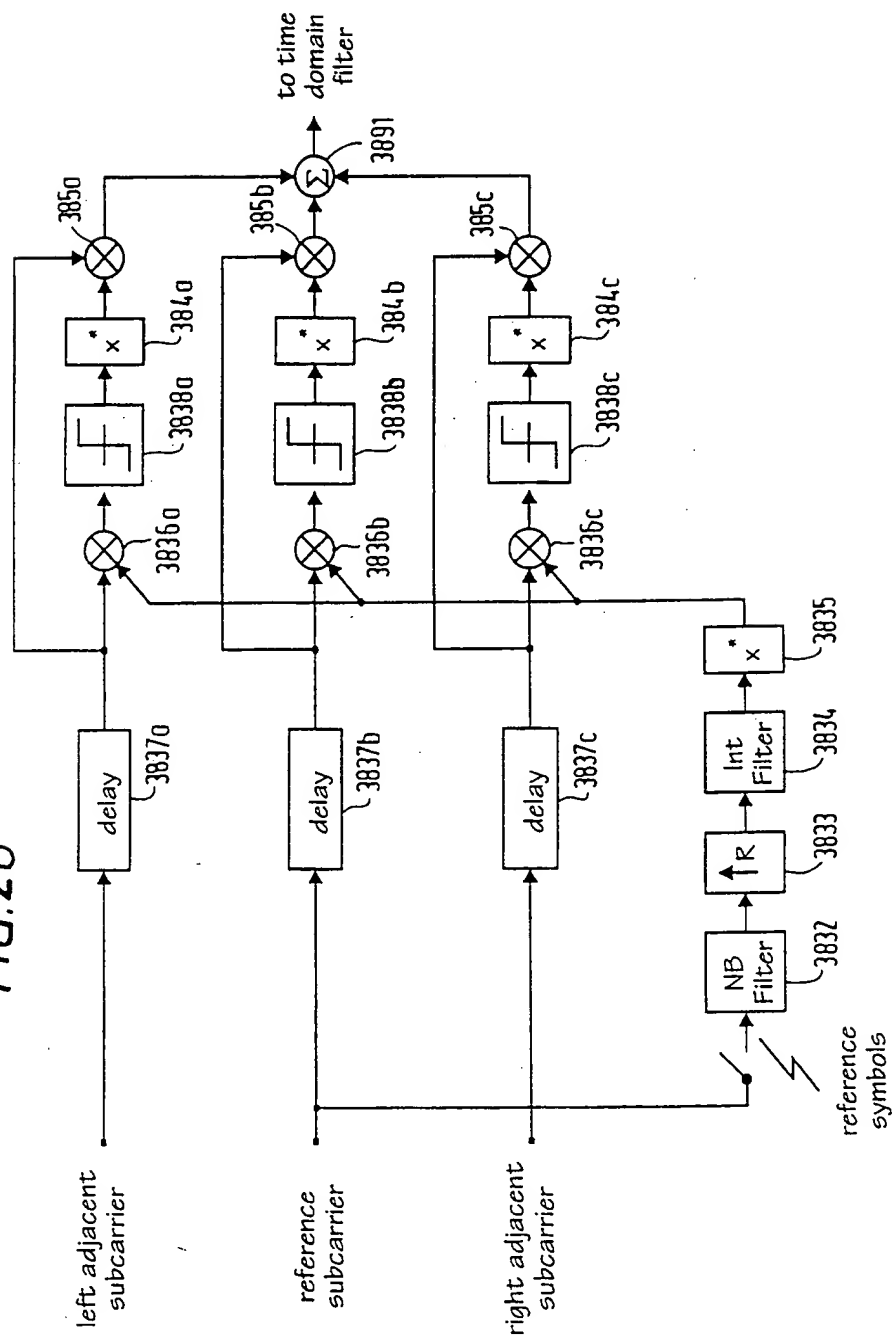 FIG.26
left adjacent
subcarrier
delay
3837a
3836a
3838a
x*
384a
385a
reference
subcarrier
delay
3837b
3836b
3838b
x*
384b
385b
Σ
3891
to time
domain
filter
right adjacent
subcarrier
delay
3837c
3836c
3838c
x*
384c
385c
reference
symbols
NB
Filter
3832
↑R
3833
Int
Filter
3834
x*
3835